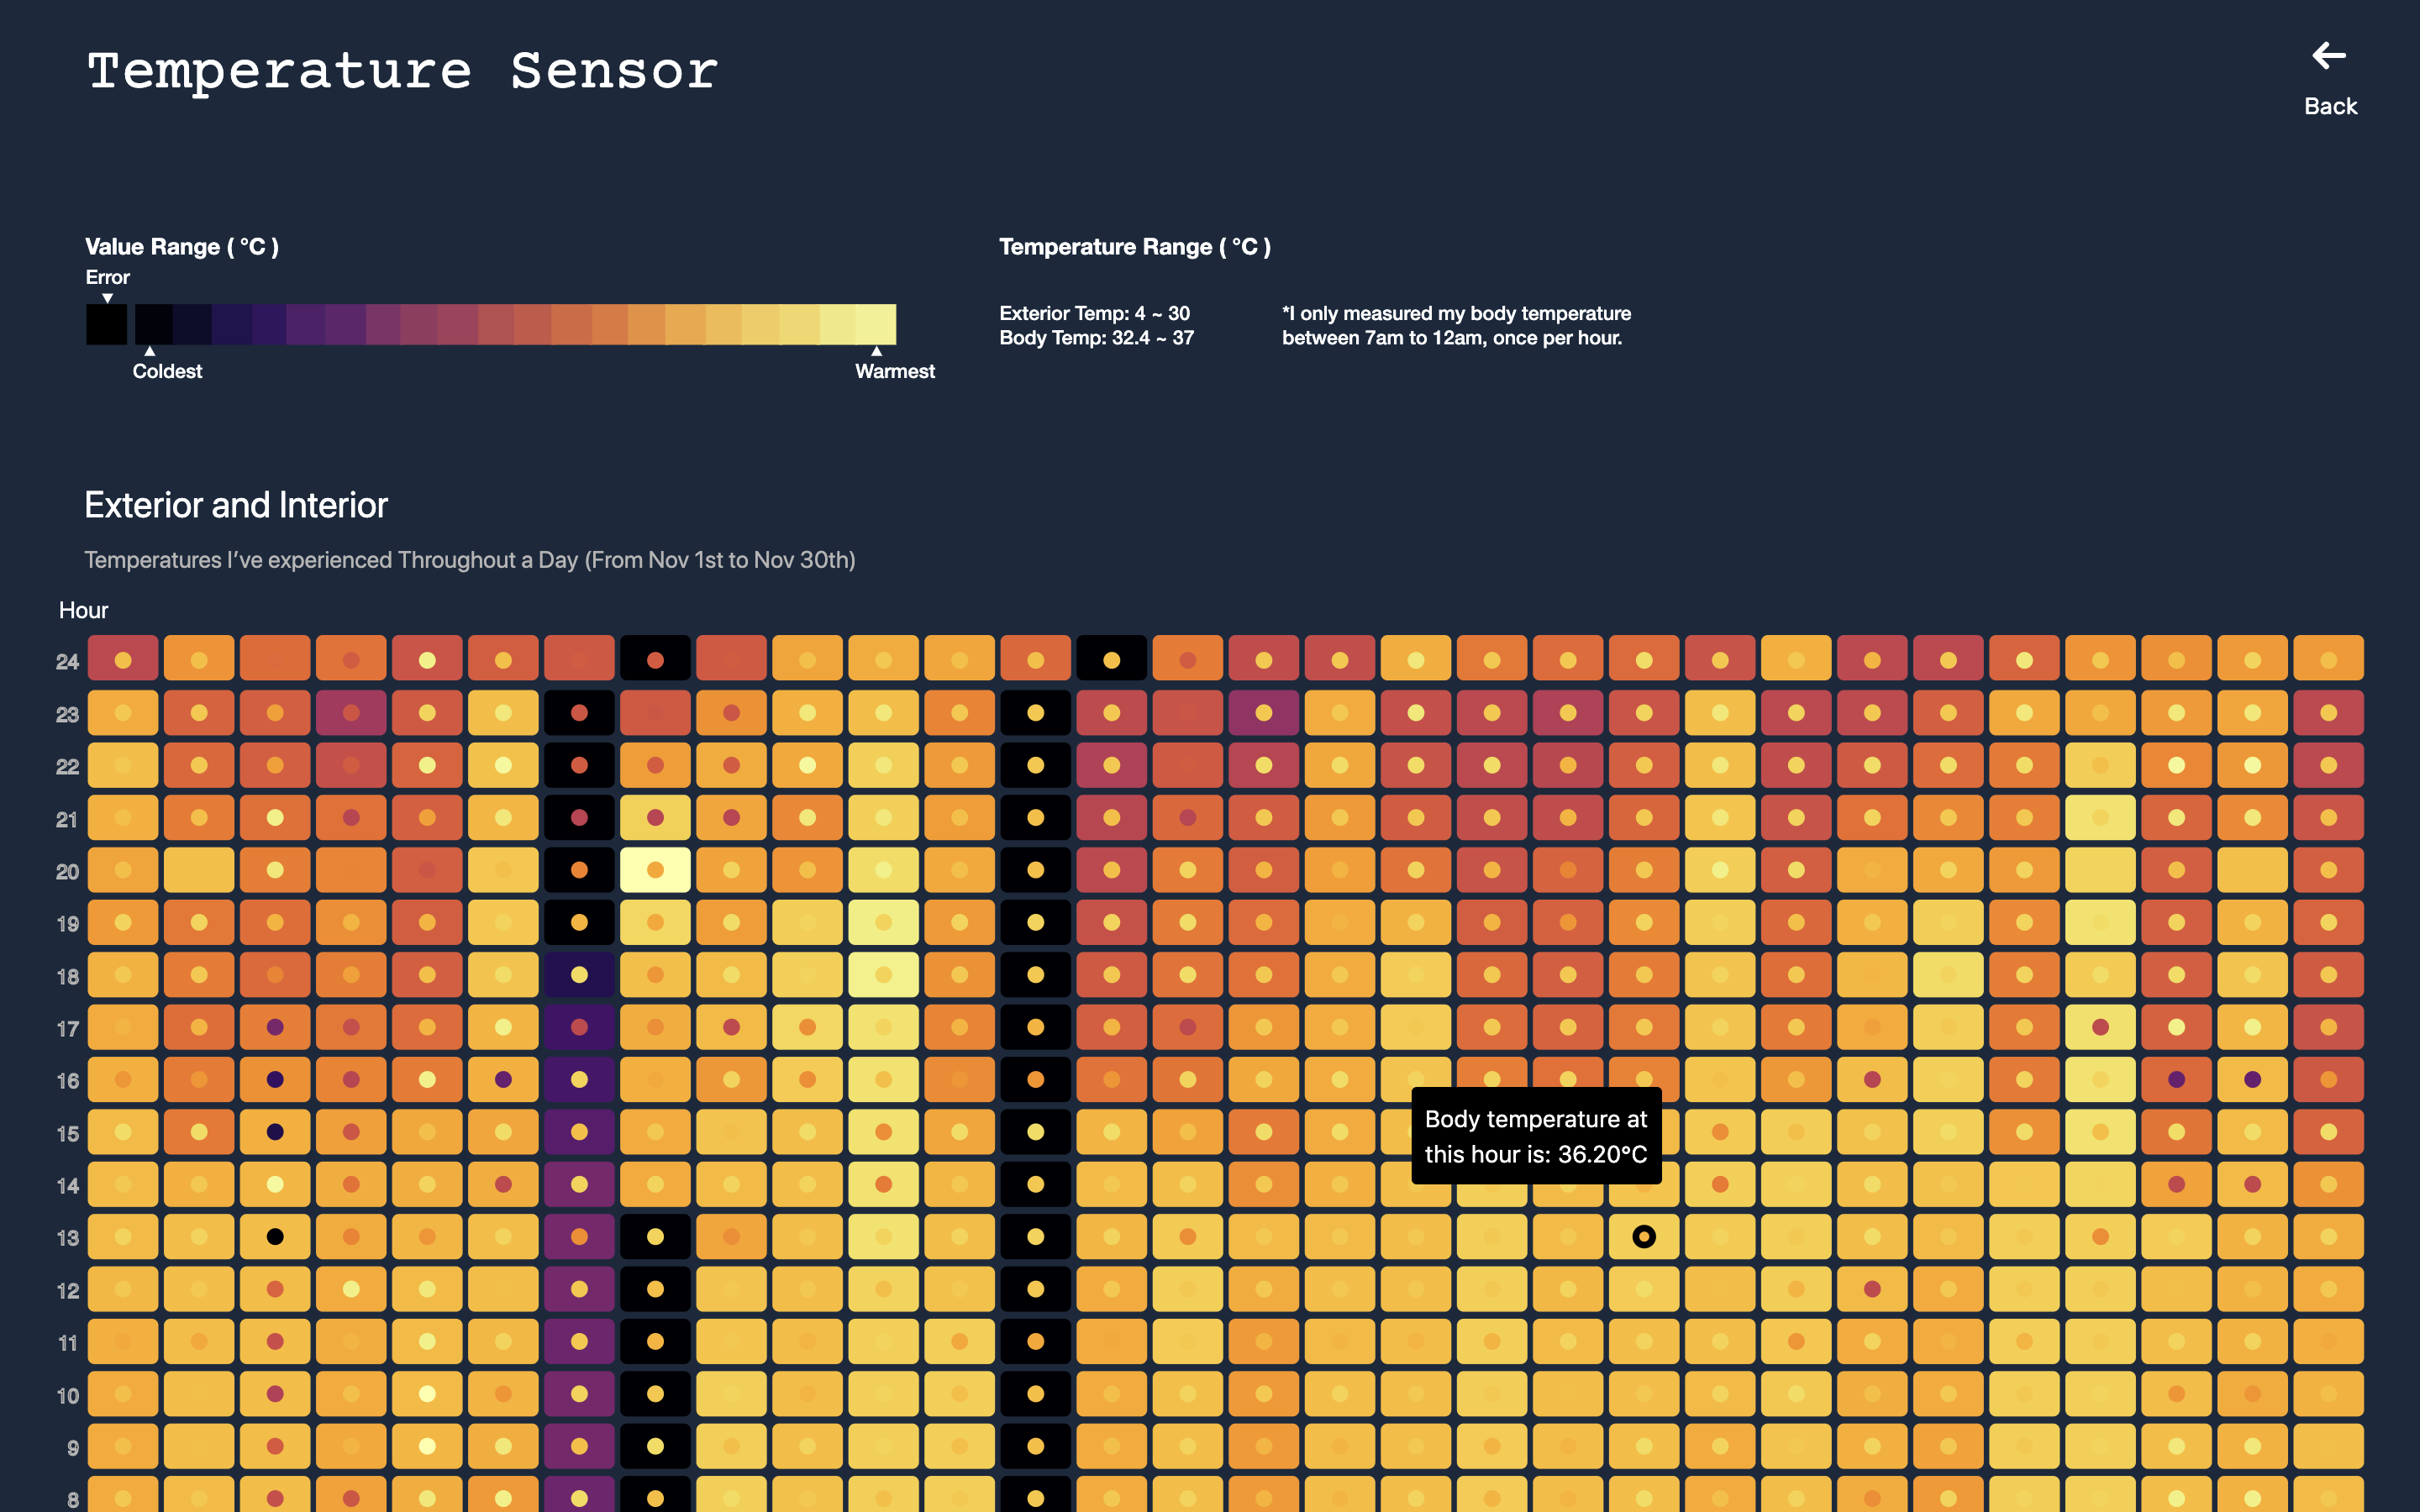 Temperature Sensor
Back
Value Range ( °C )
Error
Coldest
Warmest
Temperature Range ( °C )
Exterior Temp: 4 ~ 30
Body Temp: 32.4 ~ 37
*I only measured my body temperature
between 7am to 12am, once per hour.
Exterior and Interior
Temperatures I’ve experienced Throughout a Day (From Nov 1st to Nov 30th)
Hour
24
23
22
21
20
19
18
17
16
15
Body temperature at
this hour is: 36.20°C
14
13
12
11
10
9
8